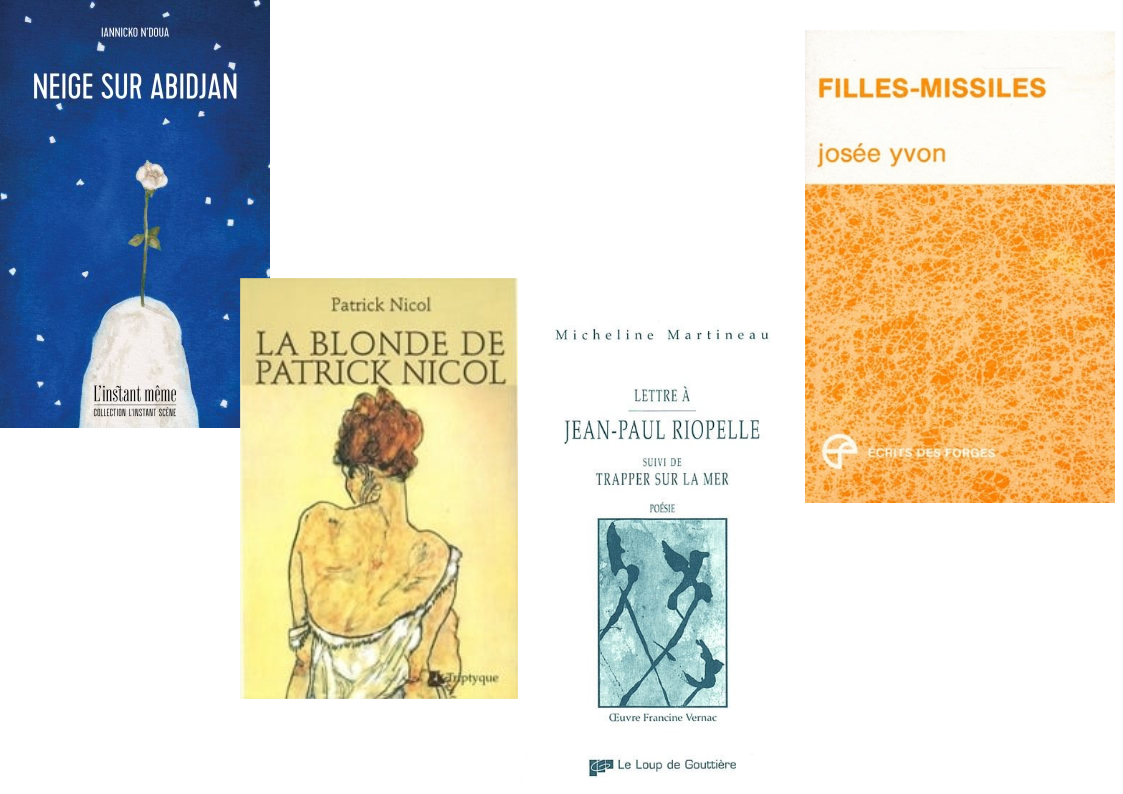 IANNICKO N'DOUA
NEIGE SUR ABIDJAN
L'instant même
COLLECTION L'INSTANT SCÈNE
Patrick Nicol
LA BLONDE DE
PATRICK NICOL
Triptyque
Micheline Martineau
LETTRE À
JEAN-PAUL RIOPELLE
SUIVI DE
TRAPPER SUR LA MER
POÉSIE
Œuvre Francine Vernac
Le Loup de Gouttière
FILLES-MISSILES
josée yvon
ÉCRITS DES FORGES